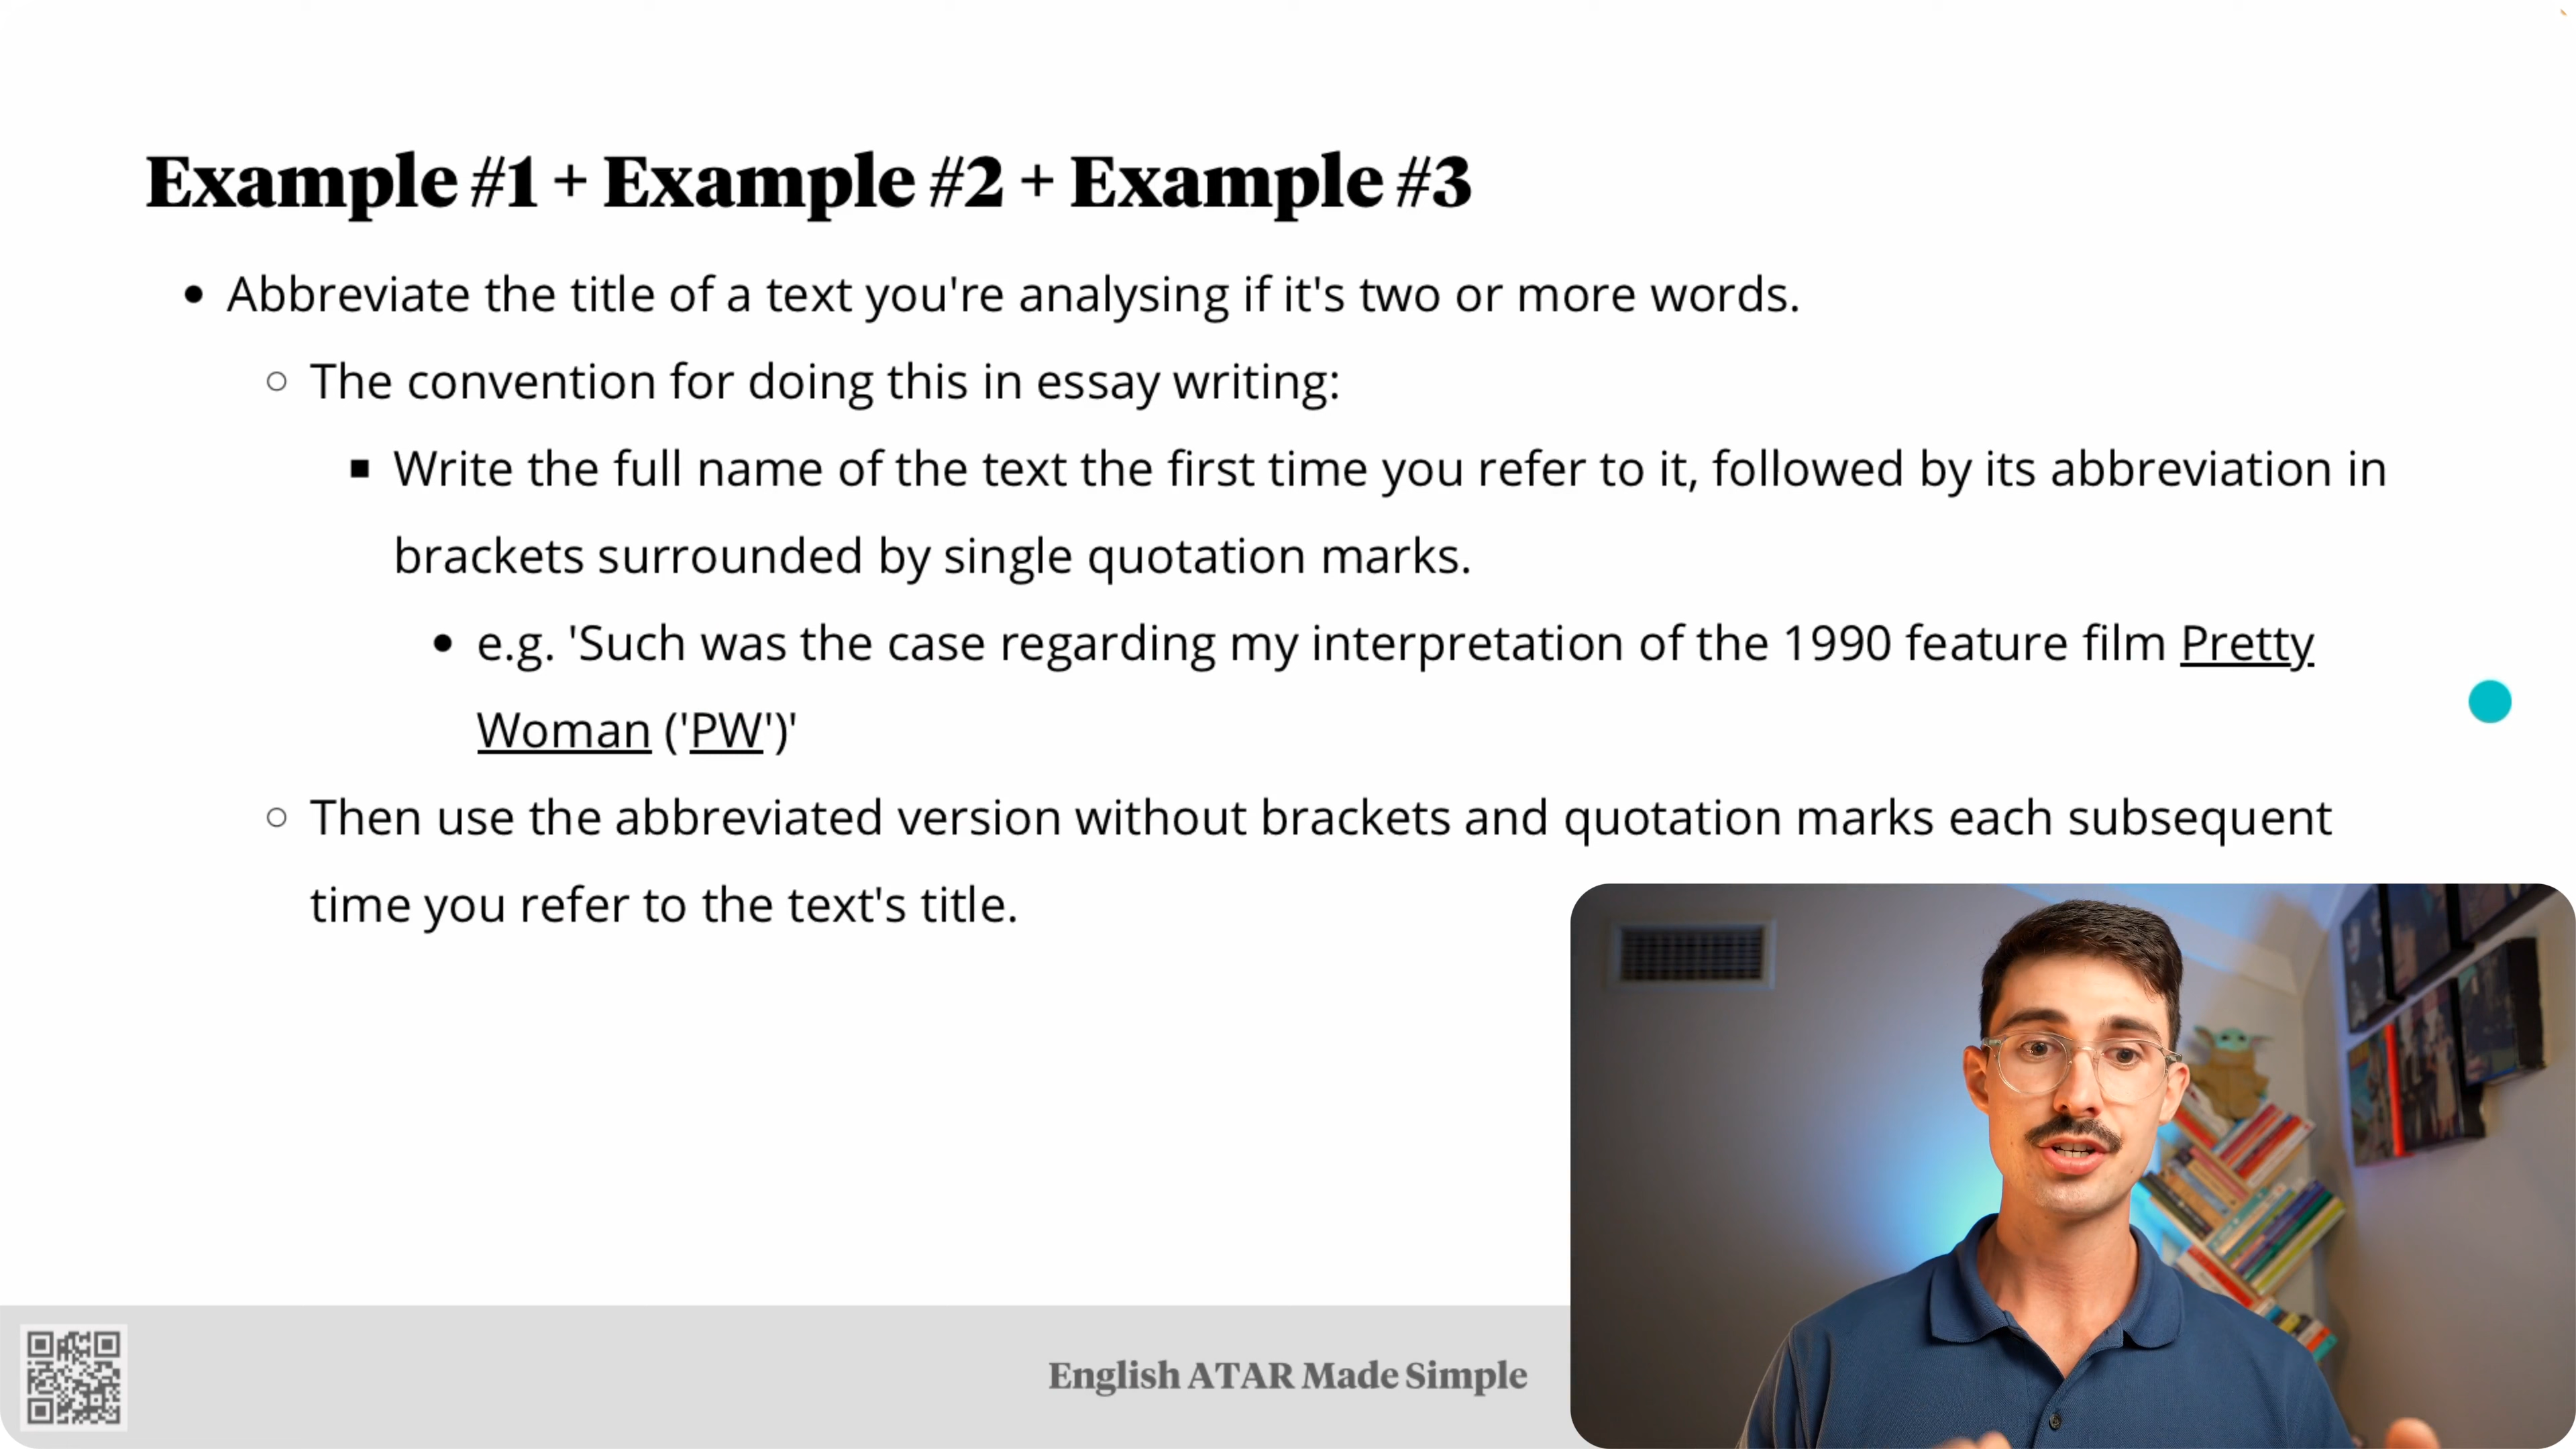 Example #1 + Example #2 + Example #3
• Abbreviate the title of a text you're analysing if it's two or more words.
○ The convention for doing this in essay writing:
■ Write the full name of the text the first time you refer to it, followed by its abbreviation in
brackets surrounded by single quotation marks.
• e.g. 'Such was the case regarding my interpretation of the 1990 feature film Pretty
Woman ('PW')'
○ Then use the abbreviated version without brackets and quotation marks each subsequent
time you refer to the text's title.
English ATAR Made Simple